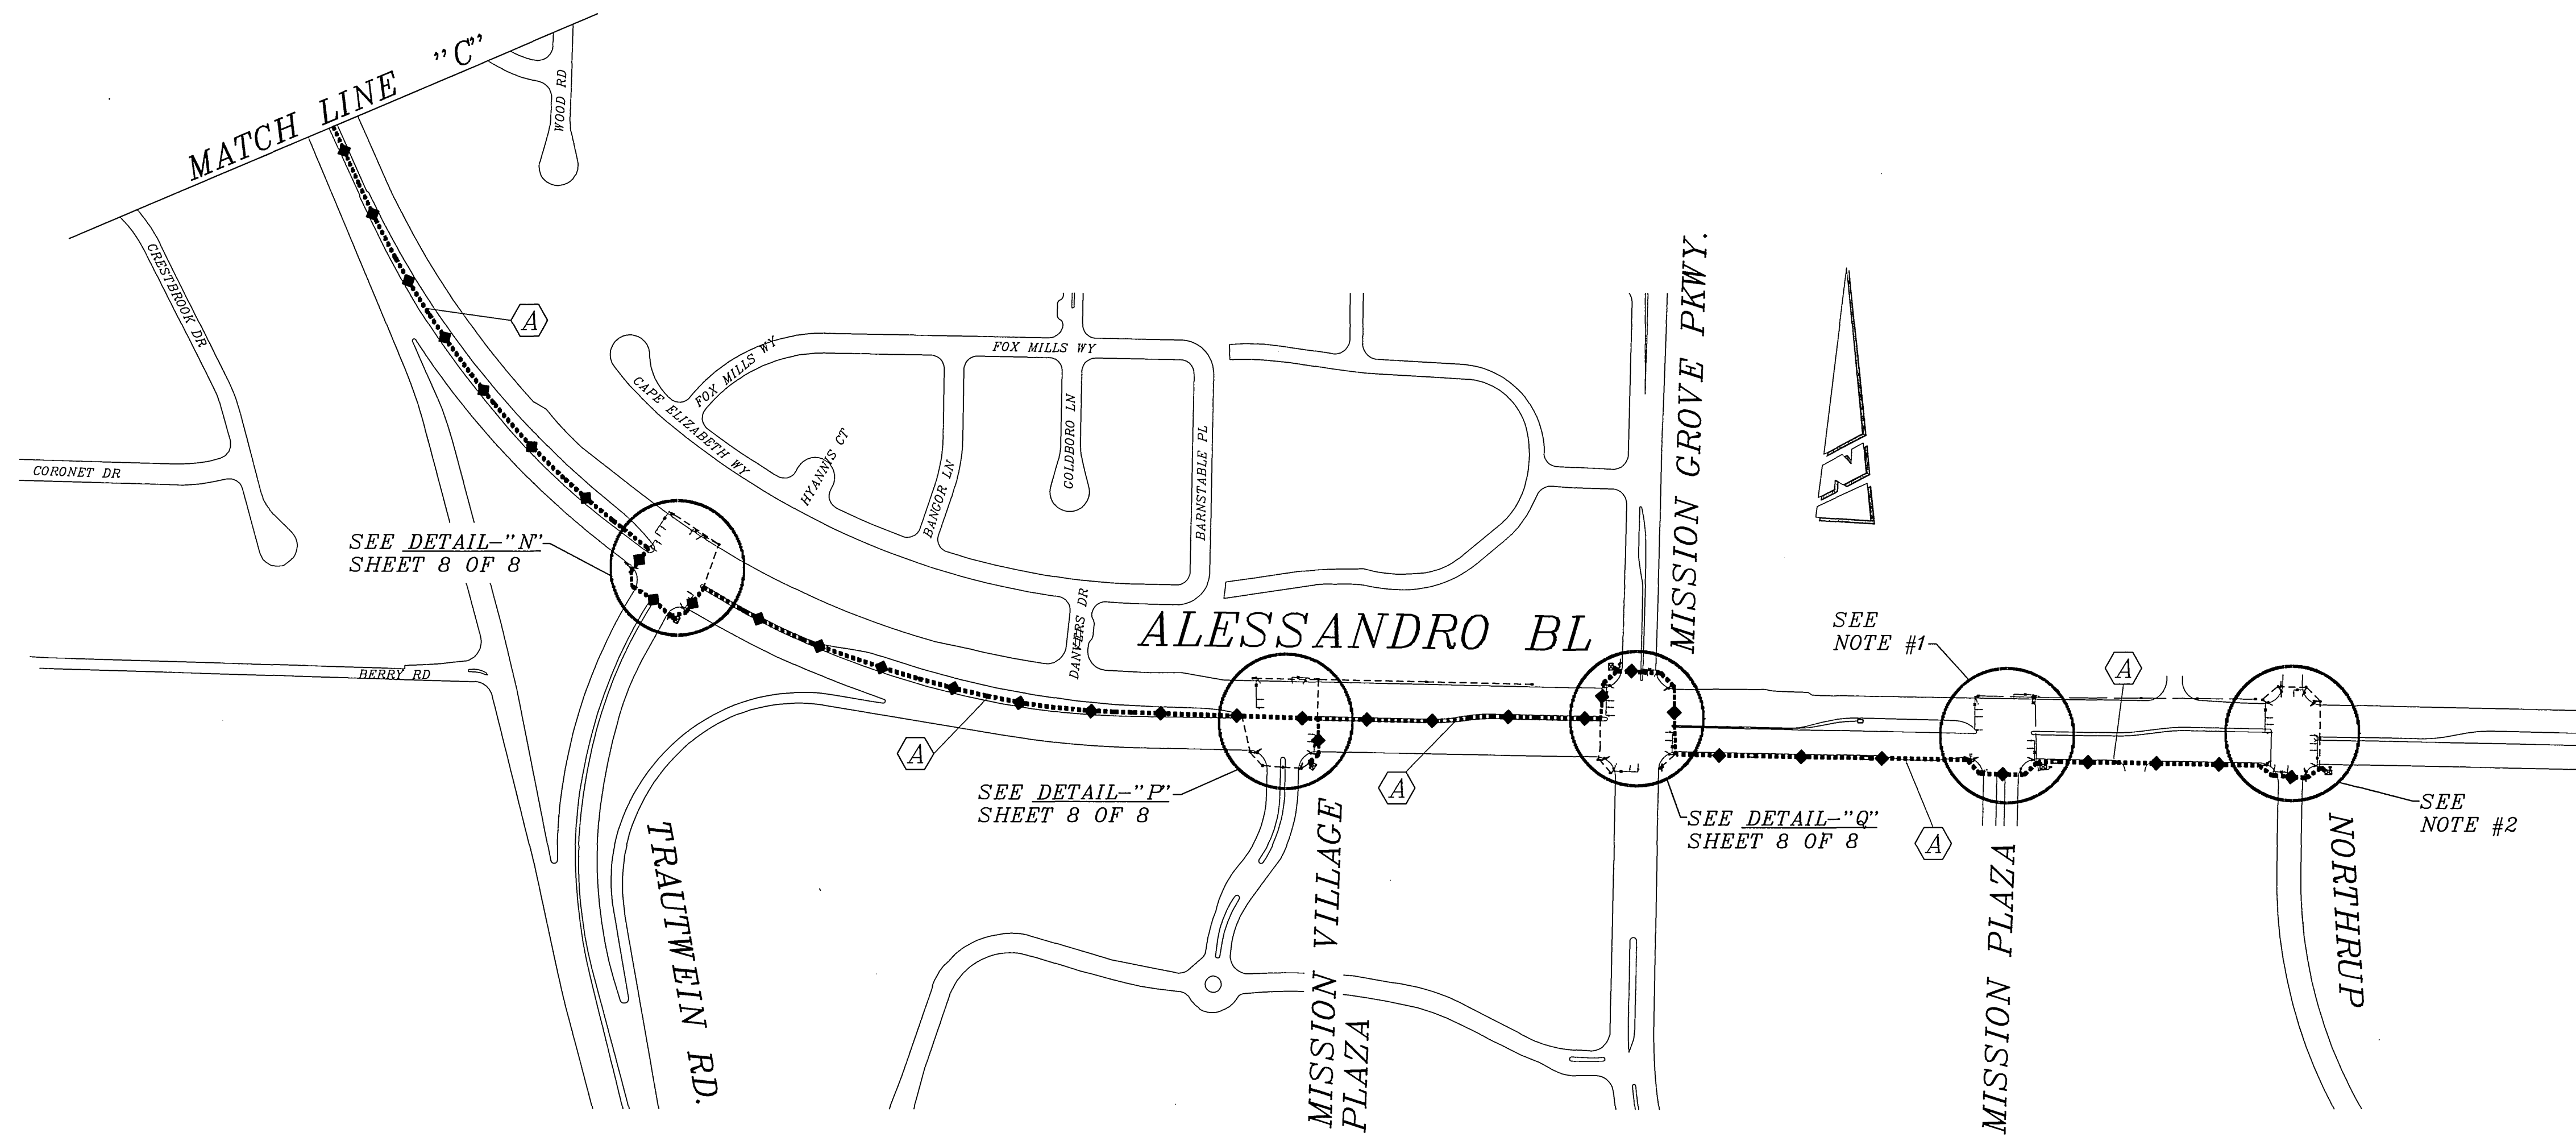 MATCH LINE "C"
WOOD RD
CRESTBROOK DR
A
CORONET DR
FOX MILLS WY
FOX MILLS WY
CAPE ELIZABETH WY
HYANNIS CT
BANGOR LN
GOLDBORO LN
BARNSTABLE PL
DANVERS DR
MISSION GROVE PKWY.
N
SEE DETAIL-"N"
SHEET 8 OF 8
BERRY RD
ALESSANDRO BL
SEE
NOTE #1
A
A
SEE DETAIL-"P"
SHEET 8 OF 8
A
SEE DETAIL-"Q"
SHEET 8 OF 8
A
SEE
NOTE #2
TRAUTWEIN RD.
MISSION VILLAGE
PLAZA
MISSION PLAZA
NORTHRUP